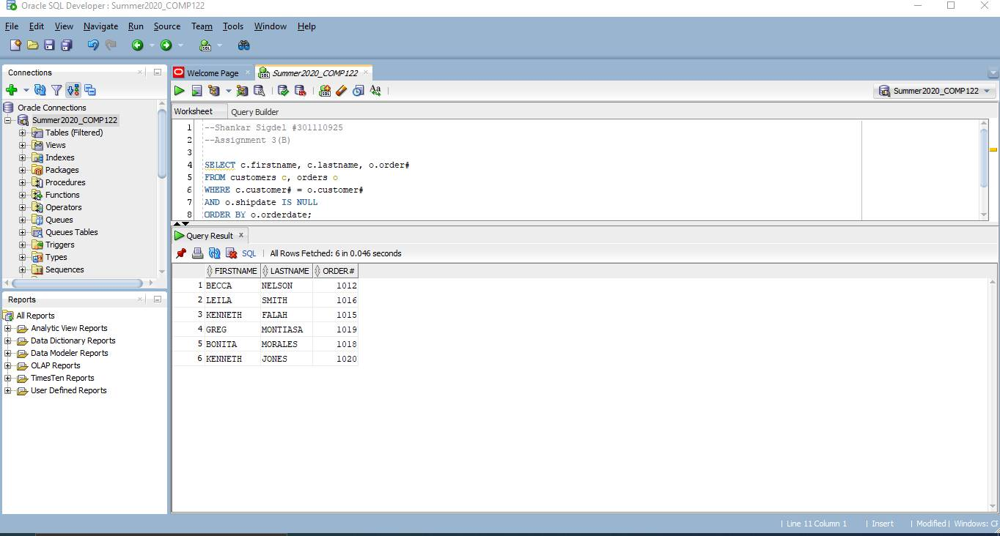 Oracle SQL Developer : Summer2020_COMP122
File Edit View Navigate Run Source Team Tools Window Help
Connections
Oracle Connections
Summer2020_COMP122
Tables (Filtered)
Views
Indexes
Packages
Procedures
Functions
Operators
Queues
Queues Tables
Triggers
Types
Sequences
Reports
All Reports
Analytic View Reports
Data Dictionary Reports
Data Modeler Reports
OLAP Reports
TimesTen Reports
User Defined Reports
Welcome Page Summer2020_COMP122
Summer2020_COMP122
Worksheet Query Builder
1 --Shankar Sigdel #301110925
2 --Assignment 3(B)
3
4 SELECT c.firstname, c.lastname, o.order#
5 FROM customers c, orders o
6 WHERE c.customer# = o.customer#
7 AND o.shipdate IS NULL
8 ORDER BY o.orderdate;
Query Result x
SQL | All Rows Fetched: 6 in 0.046 seconds
FIRSTNAME LASTNAME ORDER#
1 BECCA NELSON 1012
2 LEILA SMITH 1016
3 KENNETH FALAH 1015
4 GREG MONTIASA 1019
5 BONITA MORALES 1018
6 KENNETH JONES 1020
| Line 11 Column 1 | Insert | Modified | Windows: CF